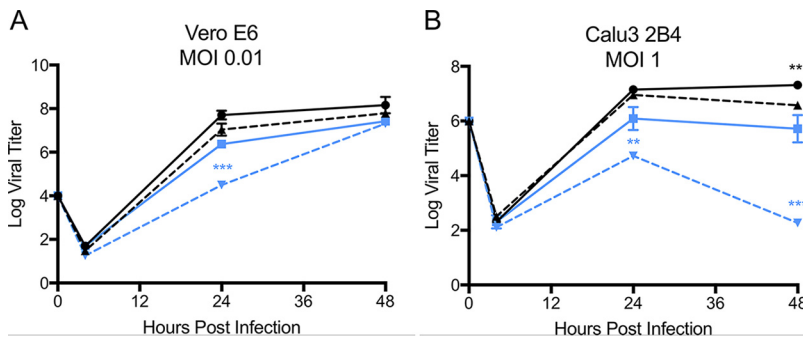 A
Vero E6
MOI 0.01
Log Viral Titer
10
8
6
4
2
0
***
0 12 24 36 48
Hours Post Infection
B
Calu3 2B4
MOI 1
Log Viral Titer
8
6
4
2
0
**
**
***
0 12 24 36 48
Hours Post Infection